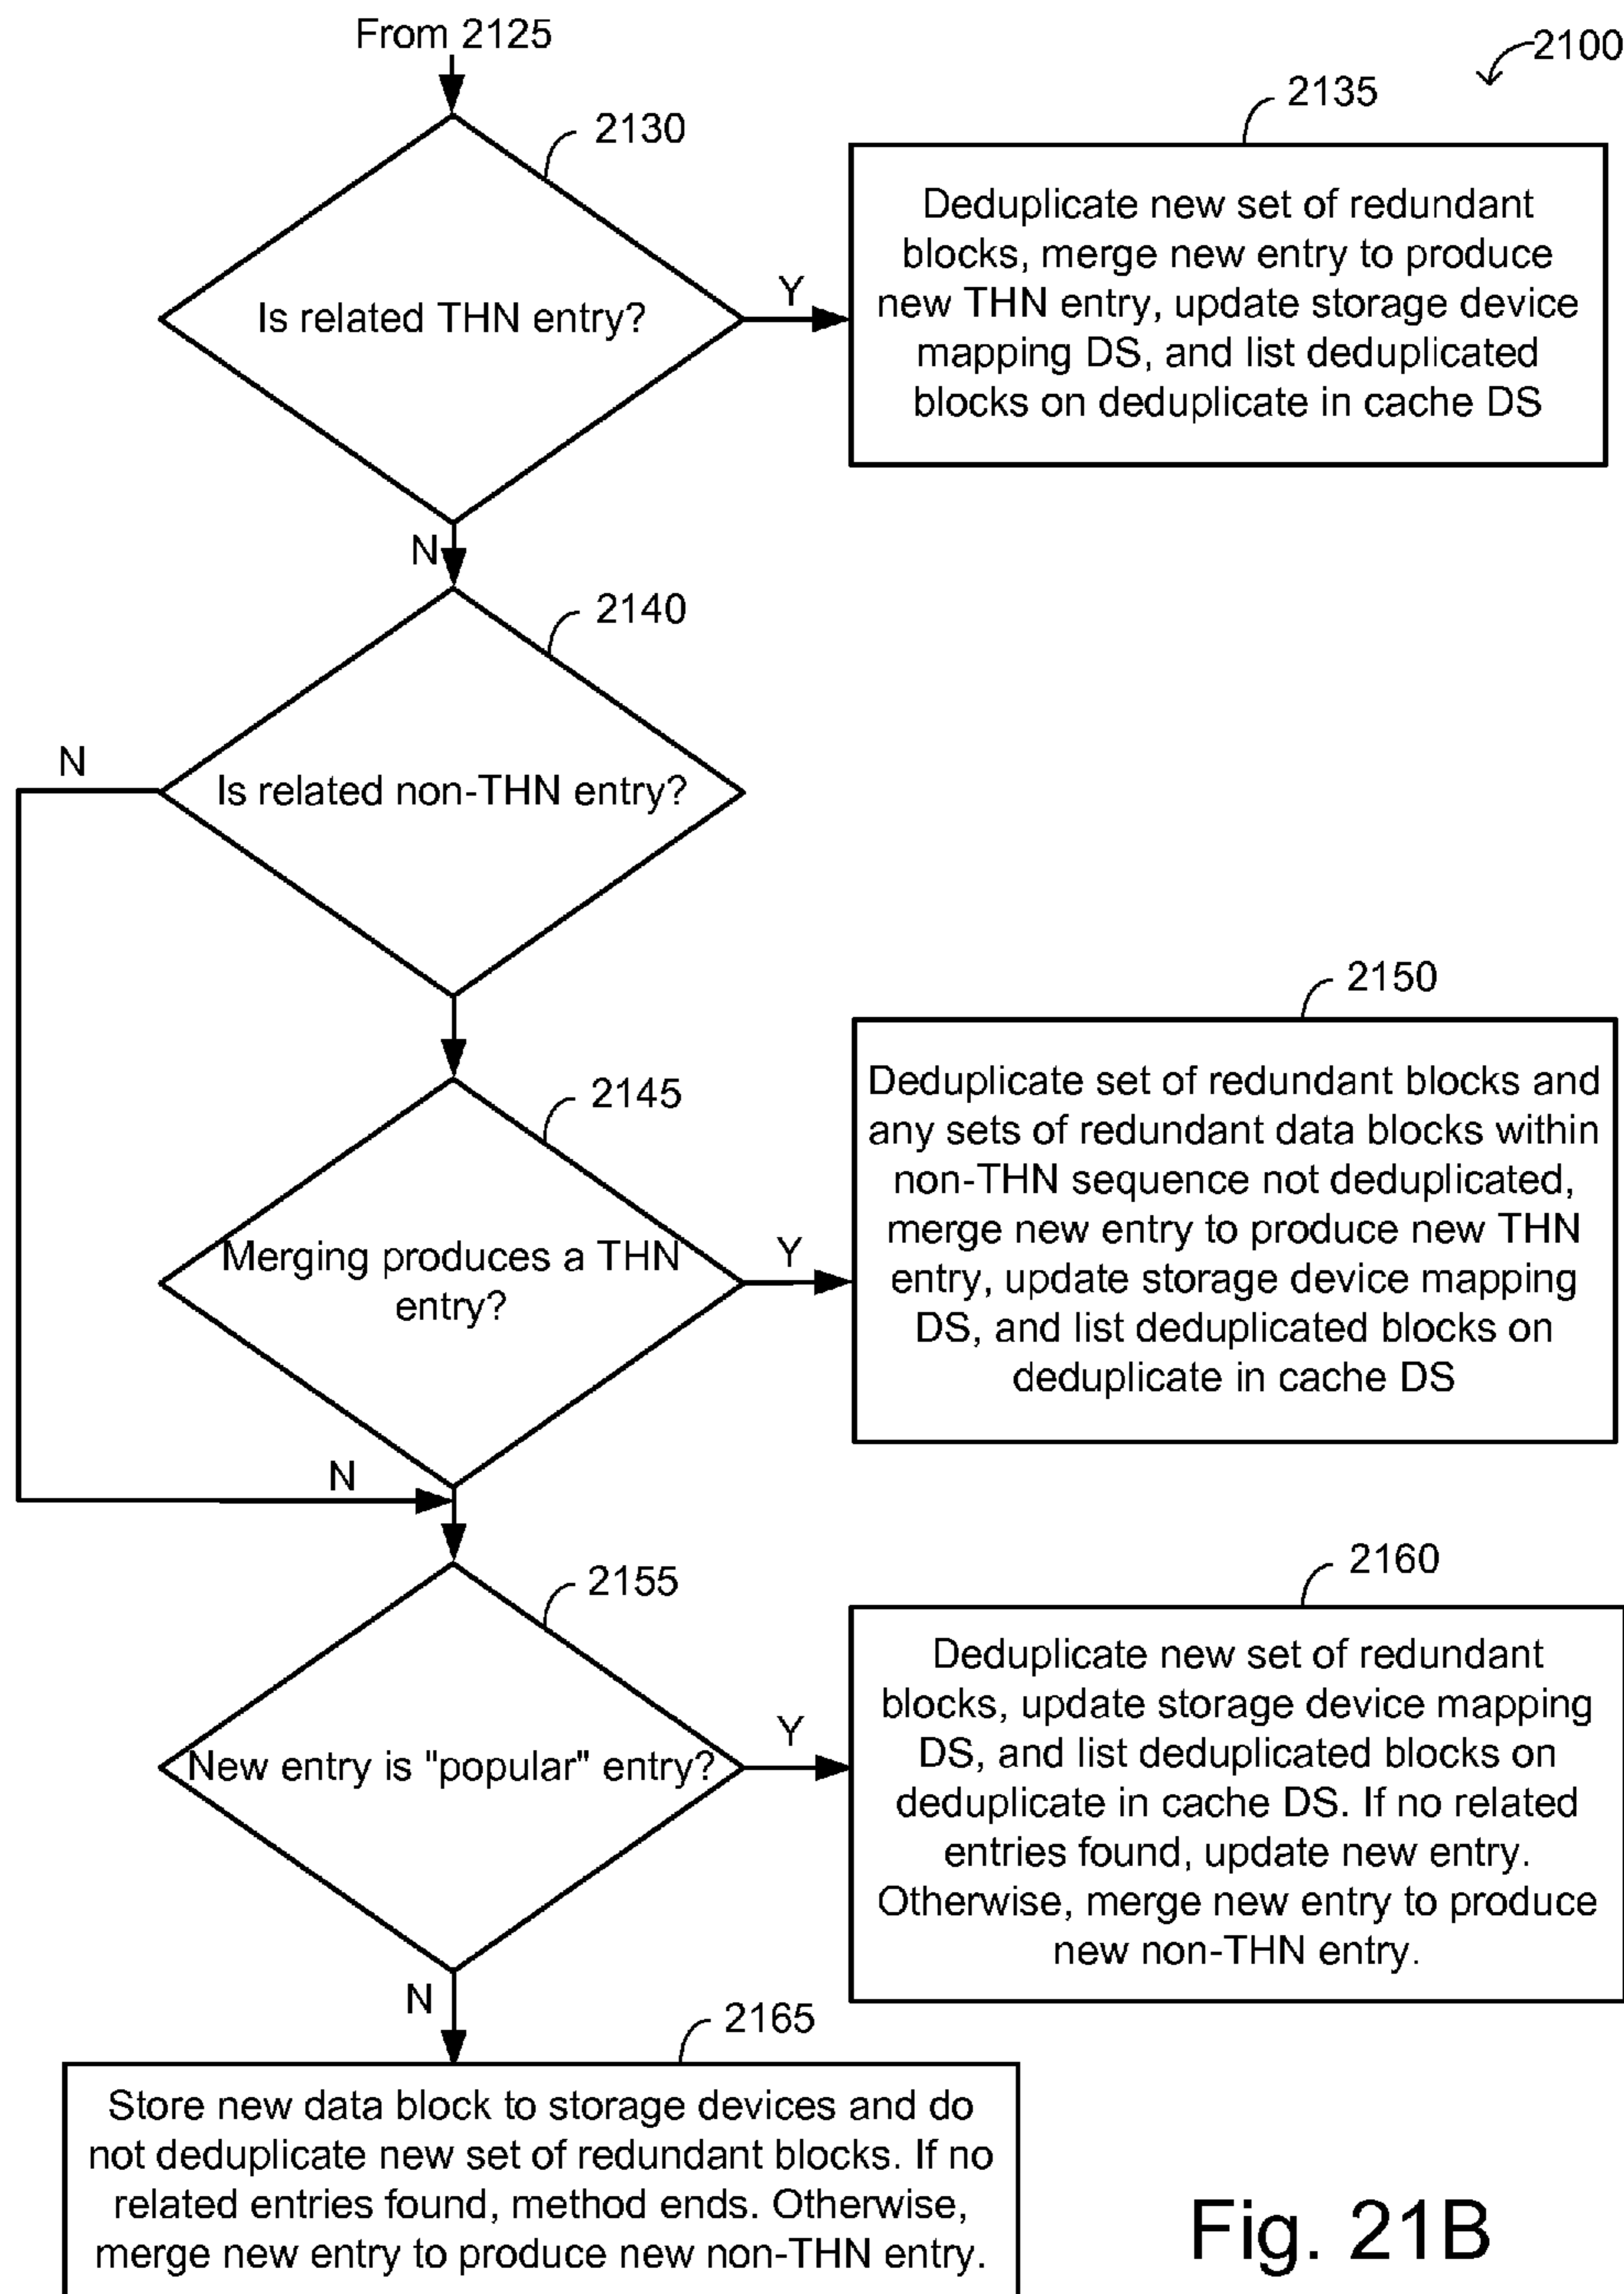 From 2125
2100
2135
2130
Deduplicate new set of redundant
blocks, merge new entry to produce
new THN entry, update storage device
mapping DS, and list deduplicated
blocks on deduplicate in cache DS
Is related THN entry?
Y
N
2140
N
Is related non-THN entry?
2150
2145
Deduplicate set of redundant blocks and
any sets of redundant data blocks within
non-THN sequence not deduplicated,
merge new entry to produce new THN
entry, update storage device mapping
DS, and list deduplicated blocks on
deduplicate in cache DS
Merging produces a THN
entry?
Y
N
2155
2160
Deduplicate new set of redundant
blocks, update storage device mapping
DS, and list deduplicated blocks on
deduplicate in cache DS. If no related
entries found, update new entry.
Otherwise, merge new entry to produce
new non-THN entry.
New entry is "popular" entry?
Y
N
2165
Store new data block to storage devices and do
not deduplicate new set of redundant blocks. If no
related entries found, method ends. Otherwise,
merge new entry to produce new non-THN entry.
Fig. 21B